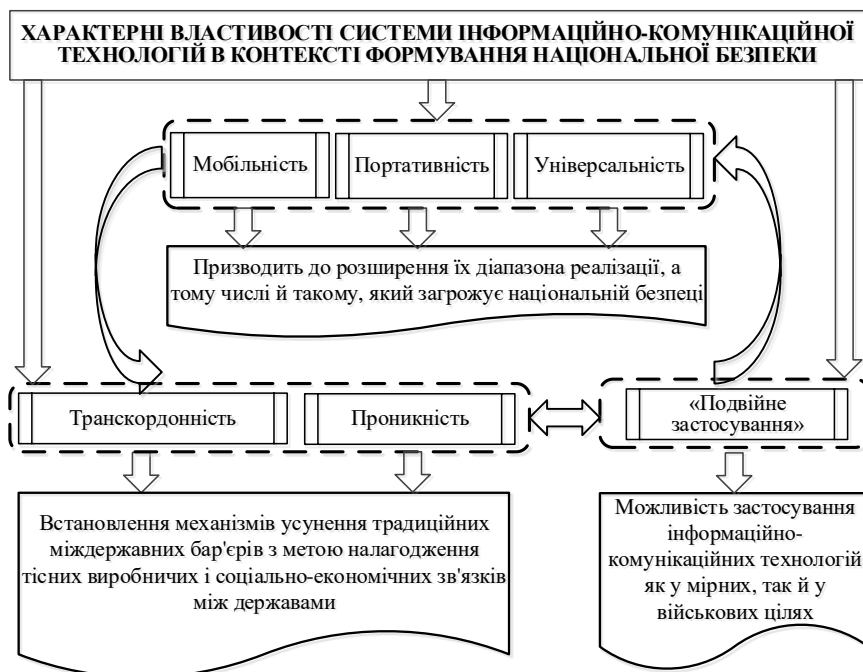 ХАРАКТЕРНІ ВЛАСТИВОСТІ СИСТЕМИ ІНФОРМАЦІЙНО-КОМУНІКАЦІЙНОЇ
ТЕХНОЛОГІЙ В КОНТЕКСТІ ФОРМУВАННЯ НАЦІОНАЛЬНОЇ БЕЗПЕКИ
Мобільність
Портативність
Універсальність
Призводить до розширення їх діапазона реалізації, а
тому числі й такому, який загрожує національній безпеці
Транскордонність
Проникність
«Подвійне
застосування»
Встановлення механізмів усунення традиційних
міждержавних бар'єрів з метою налагодження
тісних виробничих і соціально-економічних зв'язків
між державами
Можливість застосування
інформаційно-
комунікаційних технологій
як у мірних, так й у
військових цілях